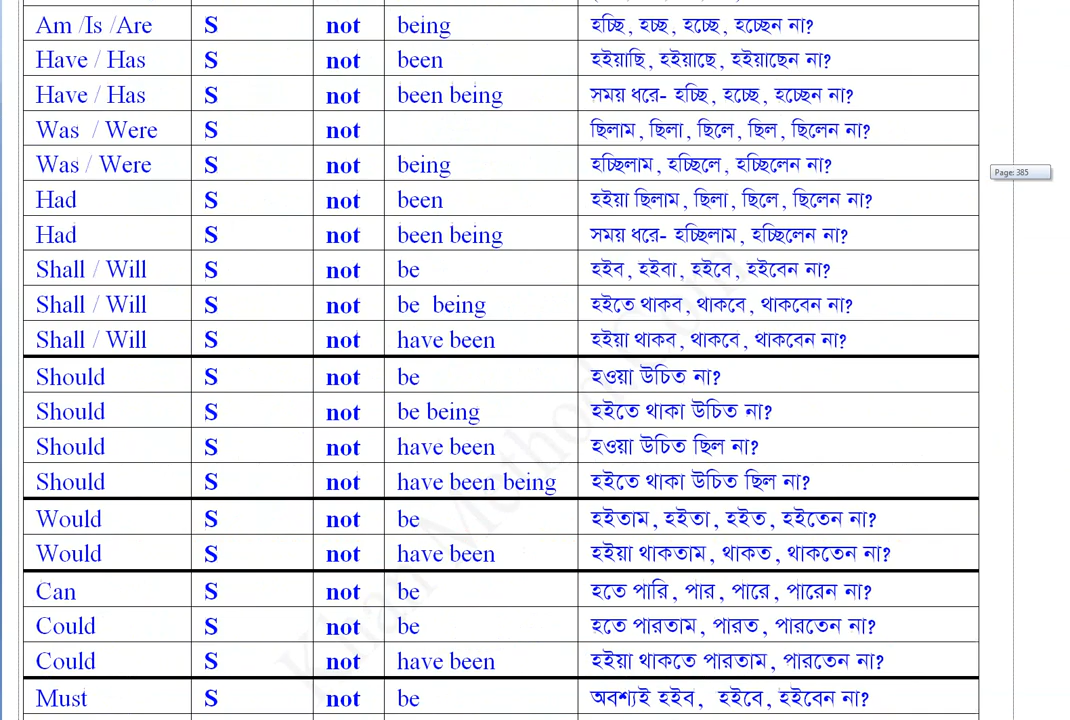 Am /Is /Are S not being হচ্ছি, হচ্ছ, হচ্ছে, হচ্ছেন না?
Have / Has S not been হইয়াছি, হইয়াছে, হইয়াছেন না?
Have / Has S not been being সময় ধরে- হচ্ছি, হচ্ছে, হচ্ছেন না?
Was / Were S not ছিলাম, ছিলা, ছিলে, ছিল, ছিলেন না?
Was / Were S not being হচ্ছিলাম, হচ্ছিলে, হচ্ছিলেন না?
Page: 385
Had S not been হইয়া ছিলাম, ছিলা, ছিলে, ছিলেন না?
Had S not been being সময় ধরে- হচ্ছিলাম, হচ্ছিলেন না?
Shall / Will S not be হইব, হইবা, হইবে, হইবেন না?
Shall / Will S not be being হইতে থাকব, থাকবে, থাকবেন না?
Shall / Will S not have been হইয়া থাকব, থাকবে, থাকবেন না?
Should S not be হওয়া উচিত না?
Should S not be being হইতে থাকা উচিত না?
Should S not have been হওয়া উচিত ছিল না?
Should S not have been being হইতে থাকা উচিত ছিল না?
Would S not be হইতাম, হইতা, হইত, হইতেন না?
Would S not have been হইয়া থাকতাম, থাকত, থাকতেন না?
Can S not be হতে পারি, পার, পারে, পারেন না?
Could S not be হতে পারতাম, পারত, পারতেন না?
Could S not have been হইয়া থাকতে পারতাম, পারতেন না?
Must S not be অবশ্যই হইব, হইবে, হইবেন না?